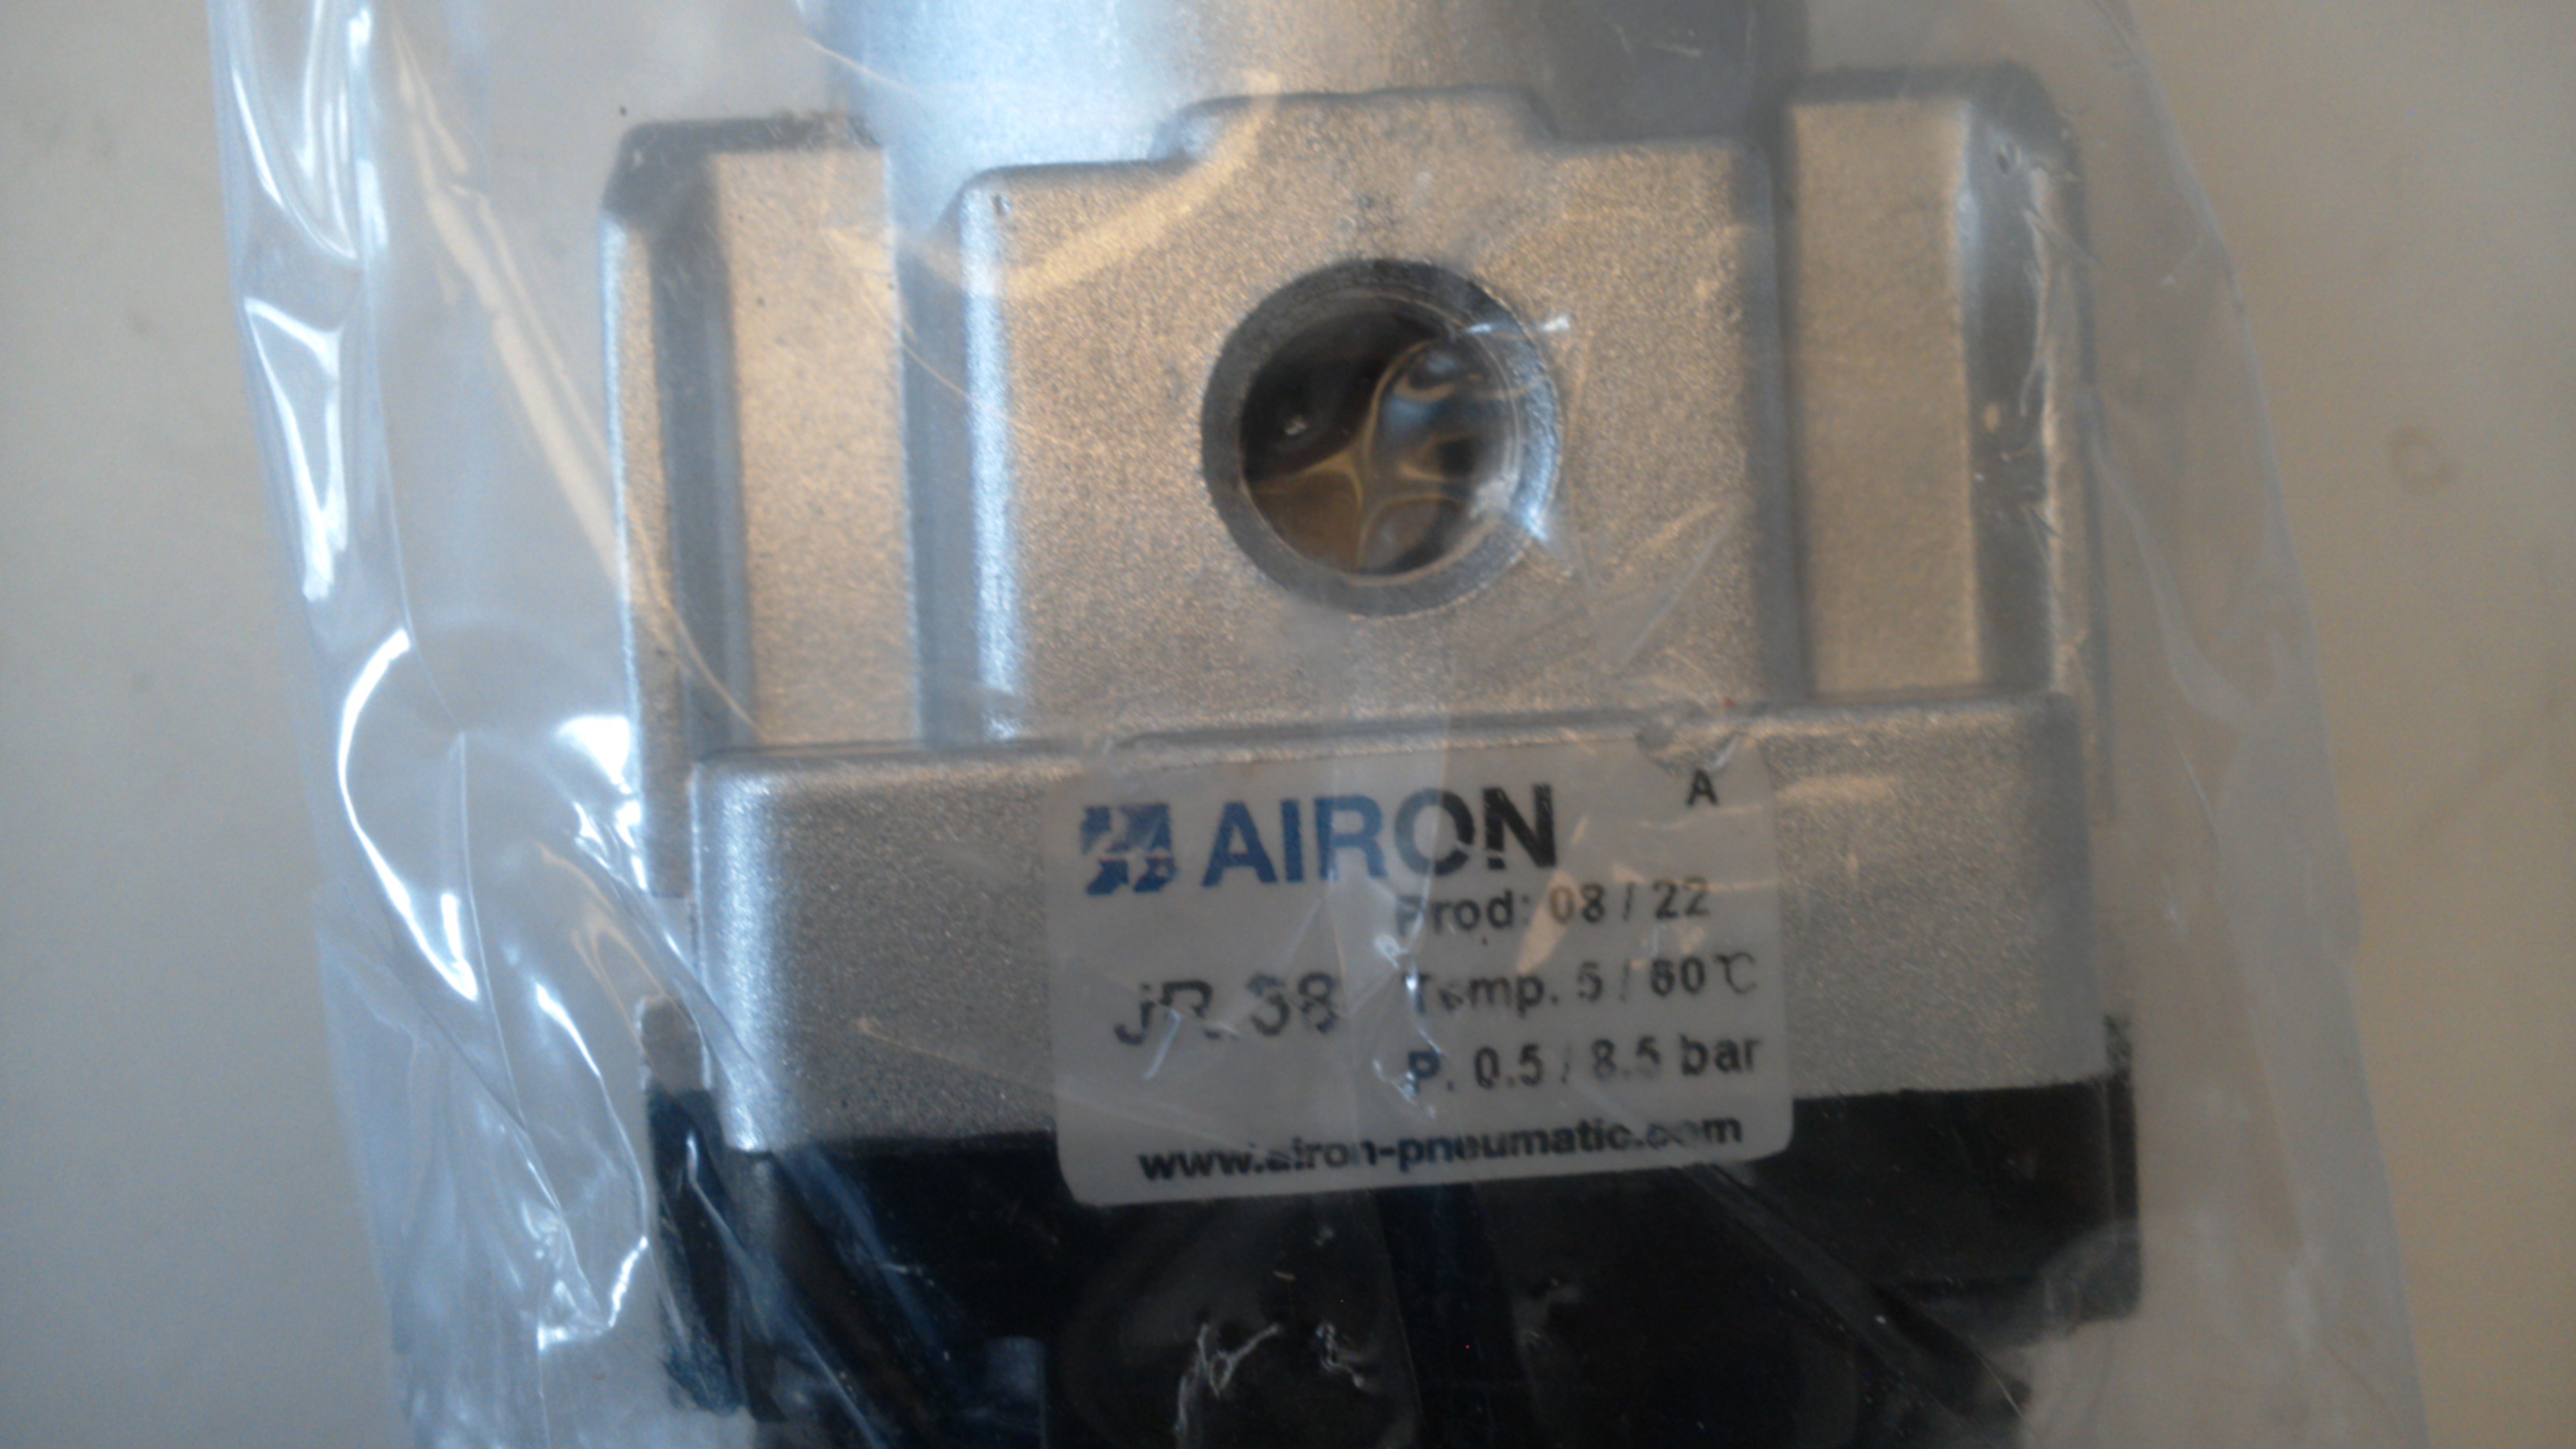 AIRON A
Prod: 08 / 22
JR 38
Temp. 5 / 60℃
P. 0.5 / 8.5 bar
www.airon-pneumatic.com